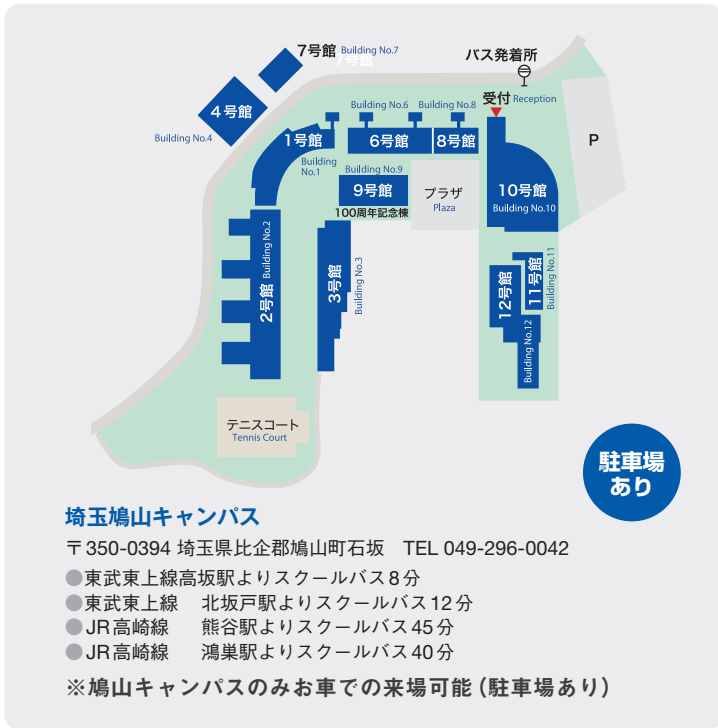 7号館 Building No.7
7号館
バス発着所
4号館
Building No.4
受付 Reception
Building No.6
Building No.8
1号館
Building
No.1
6号館
8号館
P
Building No.9
9号館
100周年記念棟
プラザ
Plaza
10号館
Building No.10
2号館
Building No.2
3号館
Building No.3
11号館
Building No.11
12号館
Building No.12
テニスコート
Tennis Court
駐車場
あり
埼玉鳩山キャンパス
〒350-0394 埼玉県比企郡鳩山町石坂 TEL 049-296-0042
●東武東上線高坂駅よりスクールバス8分
●東武東上線 北坂戸駅よりスクールバス12分
●JR高崎線 熊谷駅よりスクールバス45分
●JR高崎線 鴻巣駅よりスクールバス40分
※鳩山キャンパスのみお車での来場可能(駐車場あり)